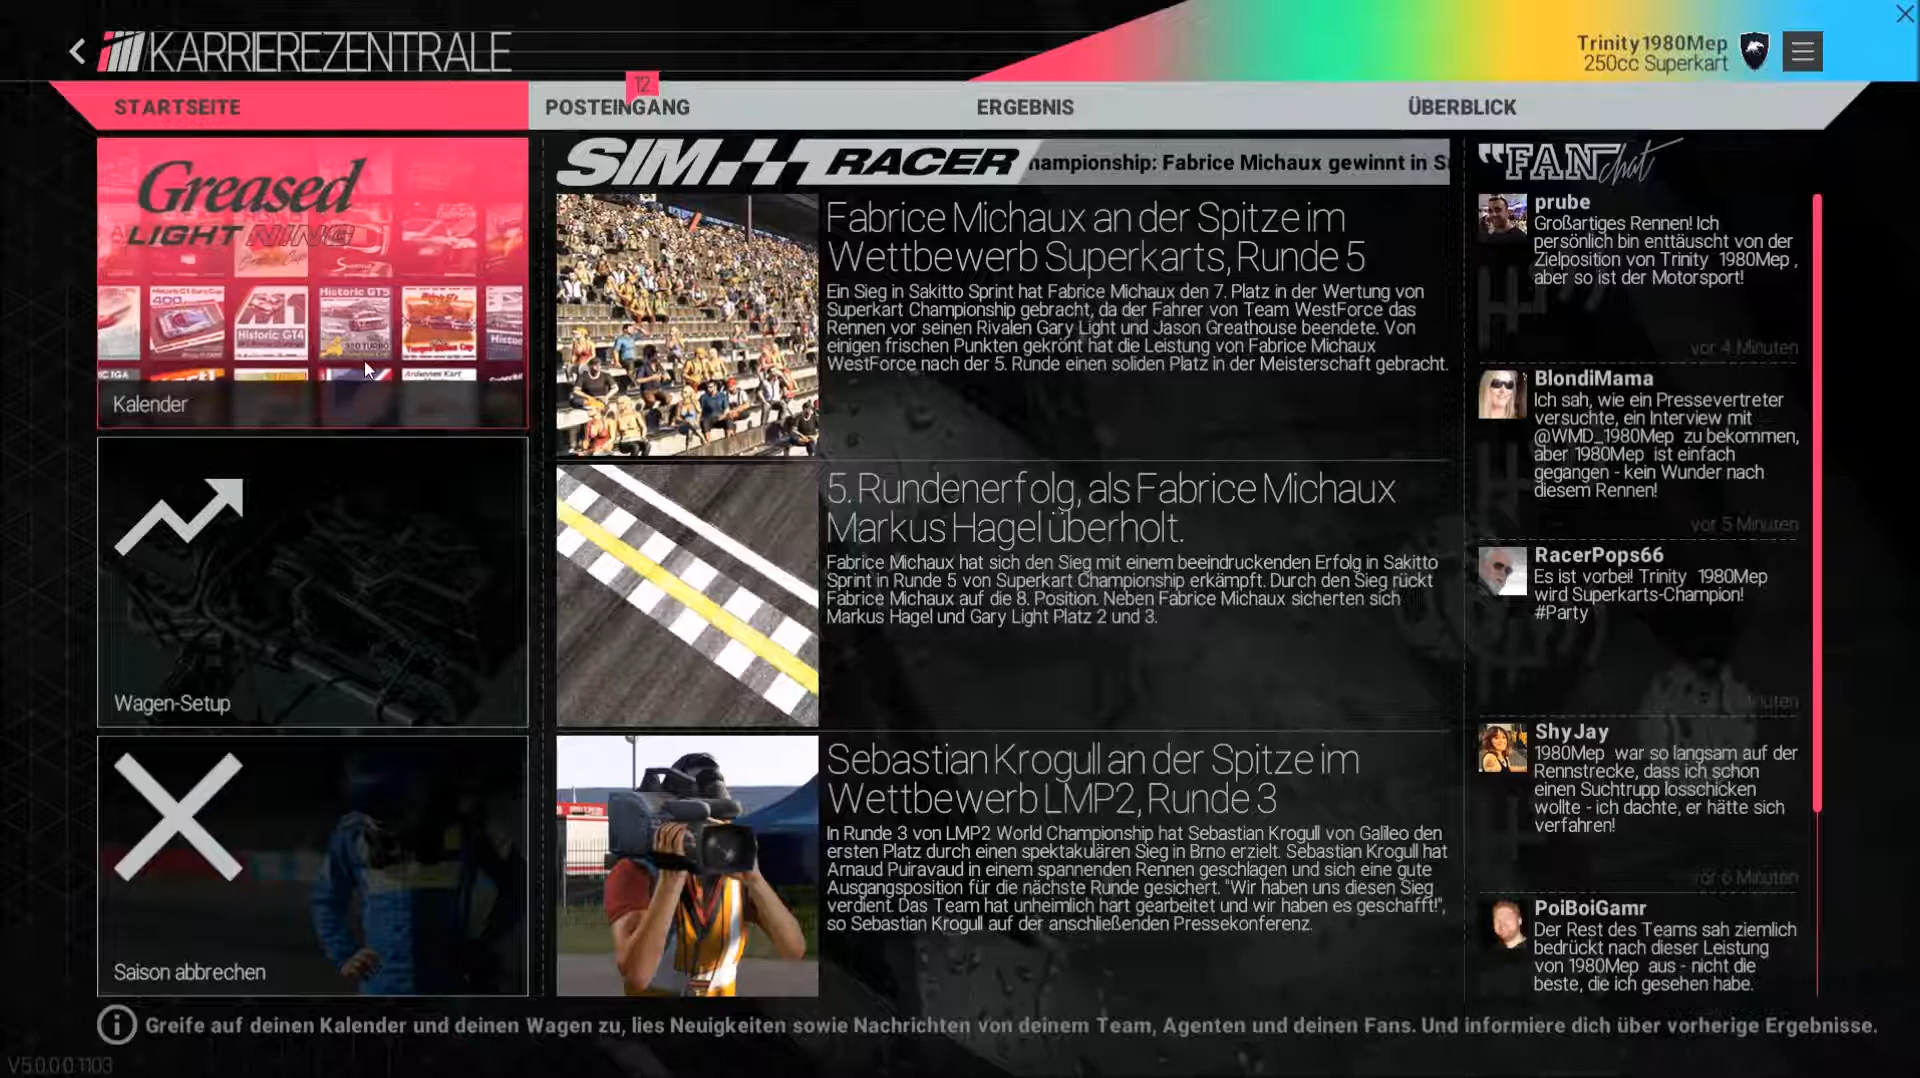 KARRIEREZENTRALE
Trinity1980Mep
250cc Superkart
STARTSEITE
12
POSTEINGANG
ERGEBNIS
ÜBERBLICK
Greased
LIGHTNING
400
Historic GT4
Historic GT5
Kalender
Wagen-Setup
Saison abbrechen
SIM RACER
hampionship: Fabrice Michaux gewinnt in S
Fabrice Michaux an der Spitze im
Wettbewerb Superkarts, Runde 5
Ein Sieg in Sakitto Sprint hat Fabrice Michaux den 7. Platz in der Wertung von
Superkart Championship gebracht, da der Fahrer von Team WestForce das
Rennen vor seinen Rivalen Gary Light und Jason Greathouse beendete. Von
einigen frischen Punkten gekrönt hat die Leistung von Fabrice Michaux
WestForce nach der 5. Runde einen soliden Platz in der Meisterschaft gebracht.
5. Rundenerfolg, als Fabrice Michaux
Markus Hagel überholt.
Fabrice Michaux hat sich den Sieg mit einem beeindruckenden Erfolg in Sakitto
Sprint in Runde 5 von Superkart Championship erkämpft. Durch den Sieg rückt
Fabrice Michaux auf die 8. Position. Neben Fabrice Michaux sicherten sich
Markus Hagel und Gary Light Platz 2 und 3.
Sebastian Krogull an der Spitze im
Wettbewerb LMP2, Runde 3
In Runde 3 von LMP2 World Championship hat Sebastian Krogull von Galileo den
ersten Platz durch einen spektakulären Sieg in Brno erzielt. Sebastian Krogull hat
Arnaud Puiravaud in einem spannenden Rennen geschlagen und sich eine gute
Ausgangsposition für die nächste Runde gesichert. "Wir haben uns diesen Sieg
verdient. Das Team hat unheimlich hart gearbeitet und wir haben es geschafft!",
so Sebastian Krogull auf der anschließenden Pressekonferenz.
"FAN chat
prube
Großartiges Rennen! Ich
persönlich bin enttäuscht von der
Zielposition von Trinity 1980Mep ,
aber so ist der Motorsport!
vor 4 Minuten
BlondiMama
Ich sah, wie ein Pressevertreter
versuchte, ein Interview mit
@WMD_1980Mep zu bekommen,
aber 1980Mep ist einfach
gegangen - kein Wunder nach
diesem Rennen!
vor 5 Minuten
RacerPops66
Es ist vorbei! Trinity 1980Mep
wird Superkarts-Champion!
#Party
ShyJay
1980Mep war so langsam auf der
Rennstrecke, dass ich schon
einen Suchtrupp losschicken
wollte - ich dachte, er hätte sich
verfahren!
vor 6 Minuten
PoiBoiGamr
Der Rest des Teams sah ziemlich
bedrückt nach dieser Leistung
von 1980Mep aus - nicht die
beste, die ich gesehen habe.
Greife auf deinen Kalender und deinen Wagen zu, lies Neuigkeiten sowie Nachrichten von deinem Team, Agenten und deinen Fans. Und informiere dich über vorherige Ergebnisse.
V5.0.0.0.1103